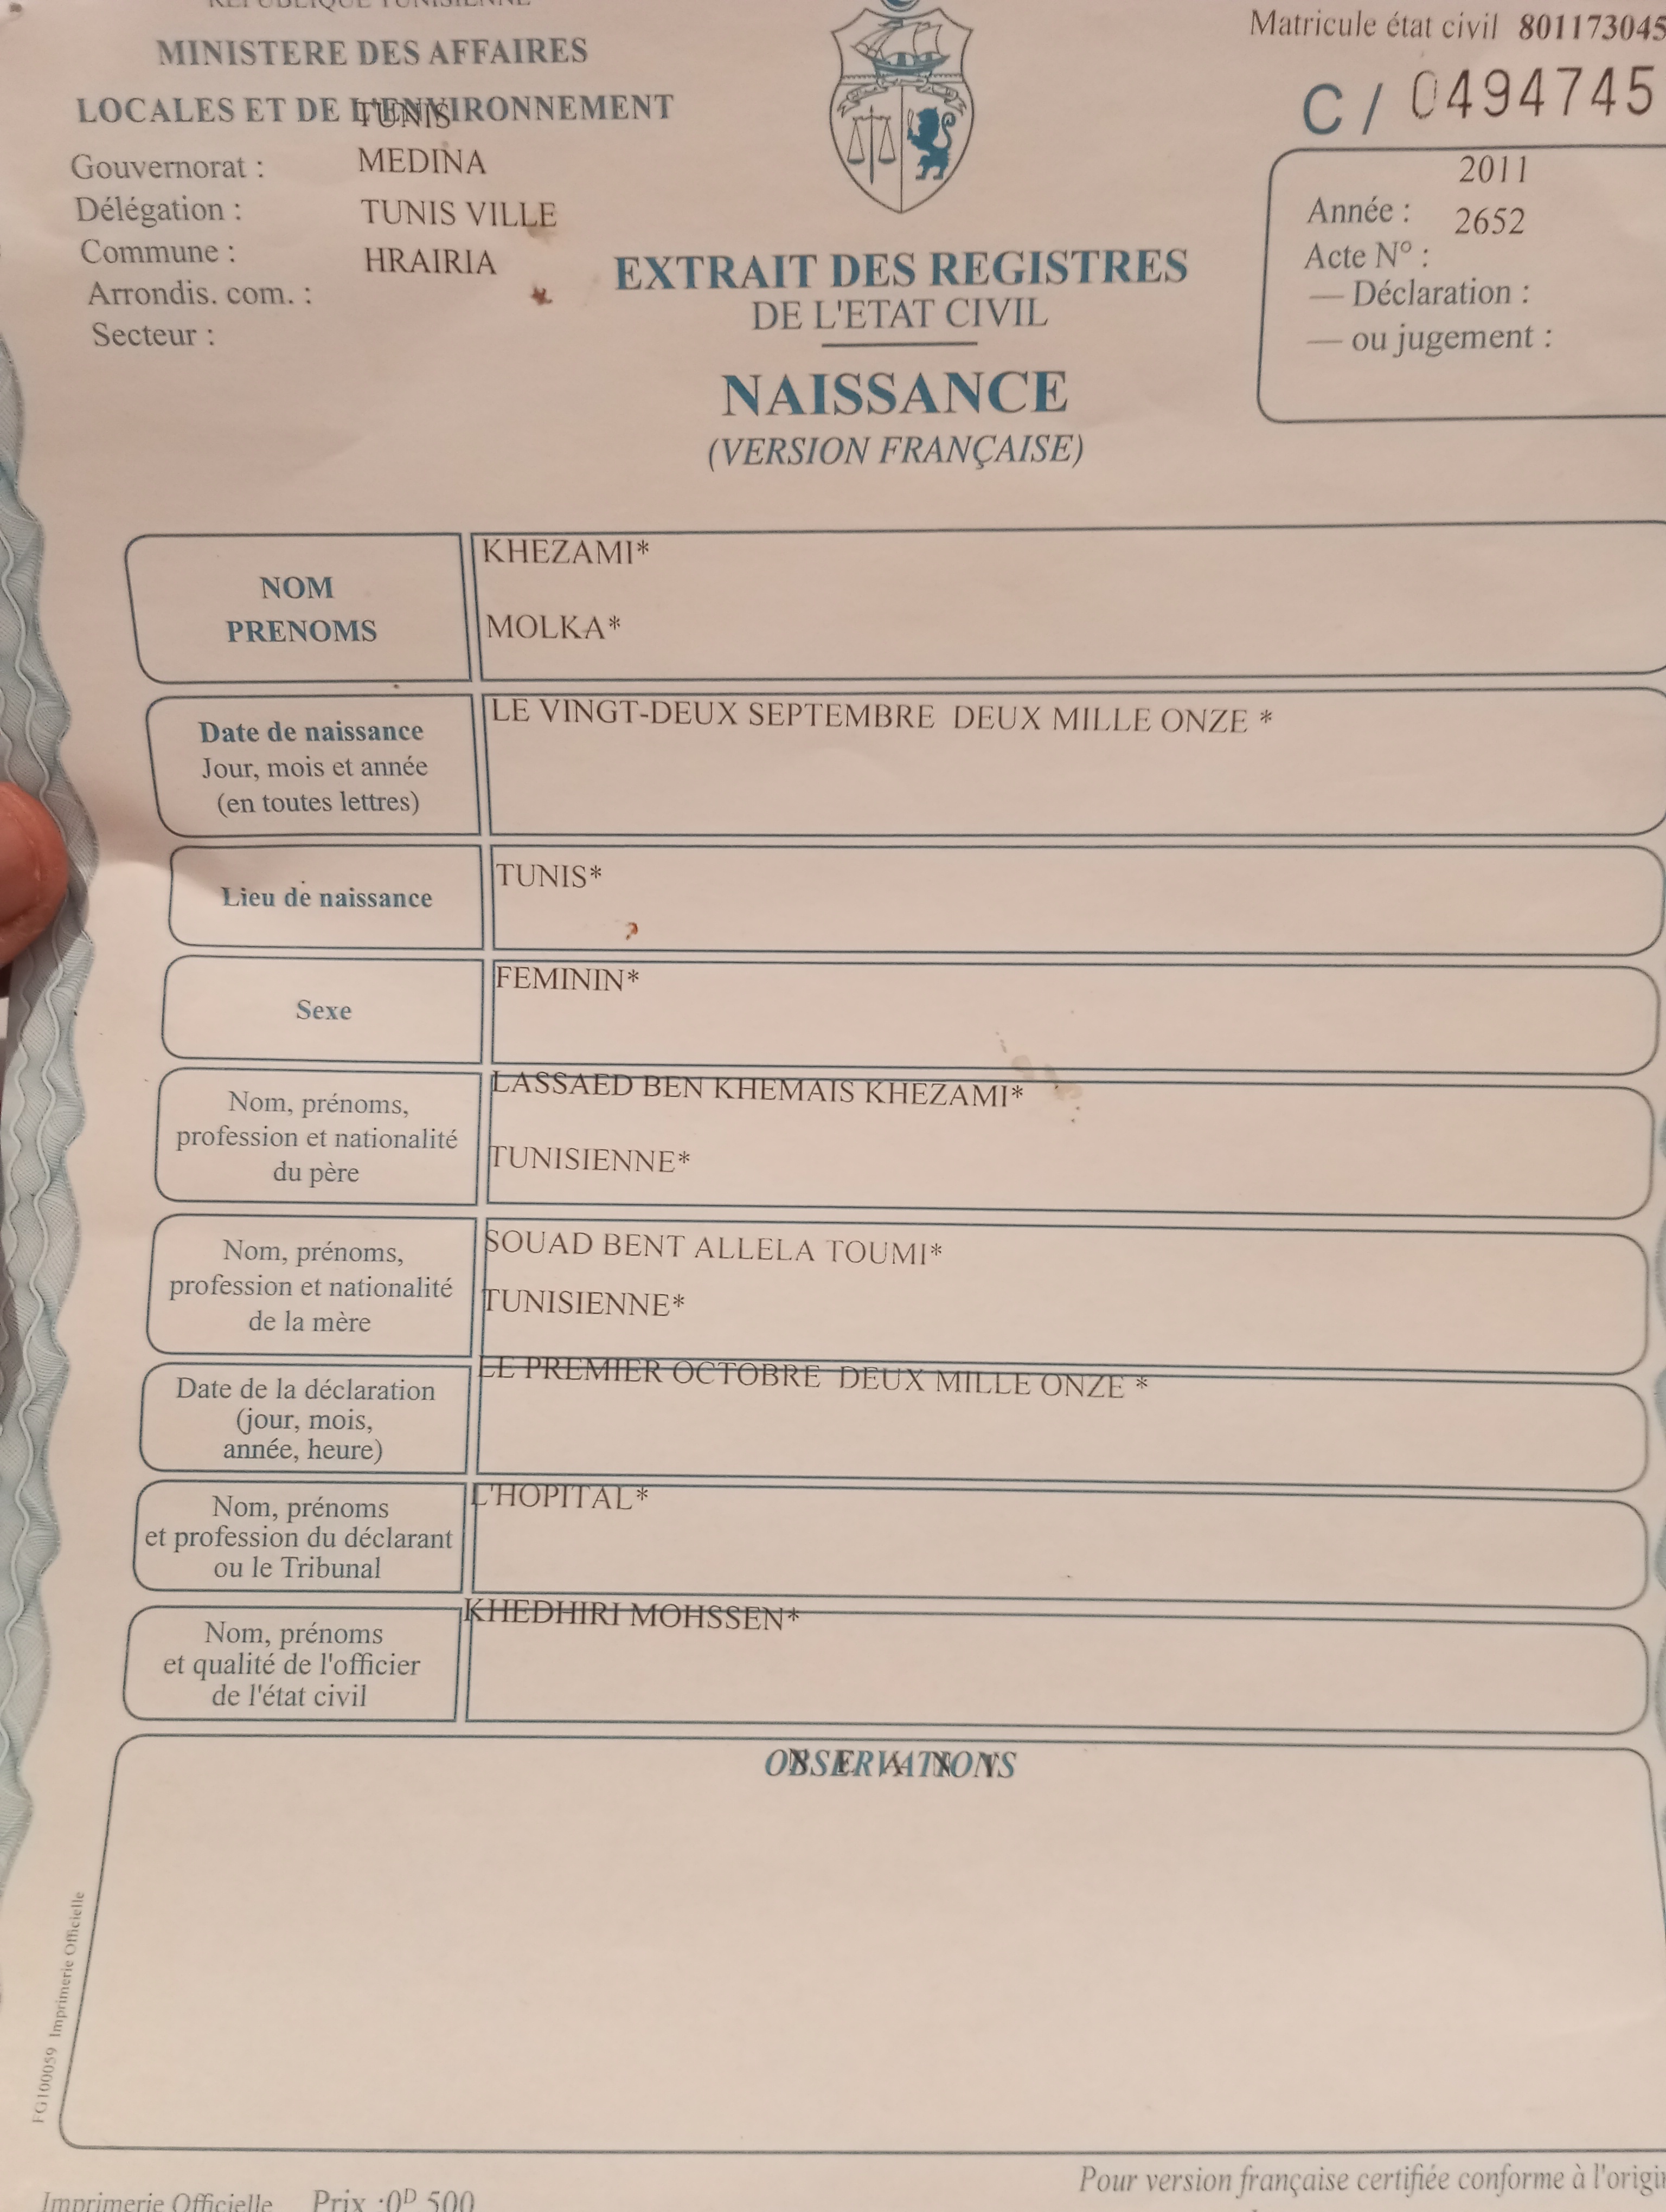 REPUBLIQUE TUNISIENNE
MINISTERE DES AFFAIRES
LOCALES ET DE L'ENVIRONNEMENT
TUNIS
Gouvernorat : MEDINA
Délégation : TUNIS VILLE
Commune : HRAIRIA
Arrondis. com. :
Secteur :
Matricule état civil 801173045
C / 0494745
2011
Année : 2652
Acte N° :
— Déclaration :
— ou jugement :
EXTRAIT DES REGISTRES
DE L'ETAT CIVIL
NAISSANCE
(VERSION FRANÇAISE)
NOM KHEZAMI*
PRENOMS MOLKA*
Date de naissance LE VINGT-DEUX SEPTEMBRE DEUX MILLE ONZE *
Jour, mois et année
(en toutes lettres)
Lieu de naissance TUNIS*
Sexe FEMININ*
Nom, prénoms, LASSAED BEN KHEMAIS KHEZAMI*
profession et nationalité TUNISIENNE*
du père
Nom, prénoms, SOUAD BENT ALLELA TOUMI*
profession et nationalité TUNISIENNE*
de la mère
Date de la déclaration LE PREMIER OCTOBRE DEUX MILLE ONZE *
(jour, mois,
année, heure)
Nom, prénoms L'HOPITAL*
et profession du déclarant
ou le Tribunal
Nom, prénoms KHEDHIRI MOHSSEN*
et qualité de l'officier
de l'état civil
OBSERVATIONS
FG100059 Imprimerie Officielle
Pour version française certifiée conforme à l'origin
Imprimerie Officielle Prix :0D 500